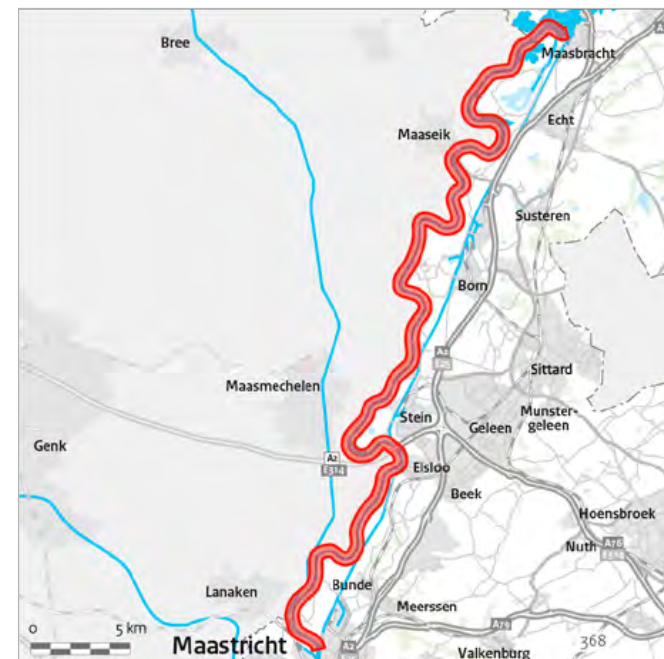 Bree
Maasbracht
Echt
Maaseik
Susteren
Born
A2
E25
Sittard
Maasmechelen
Stein
Munster-
geleen
Geleen
Genk
A2
E314
Elsloo
Beek
Hoensbroek
A76
Nuth
Lanaken
Bunde
Meerssen
0 5 km
Maastricht
A2
A79
368
Valkenburg